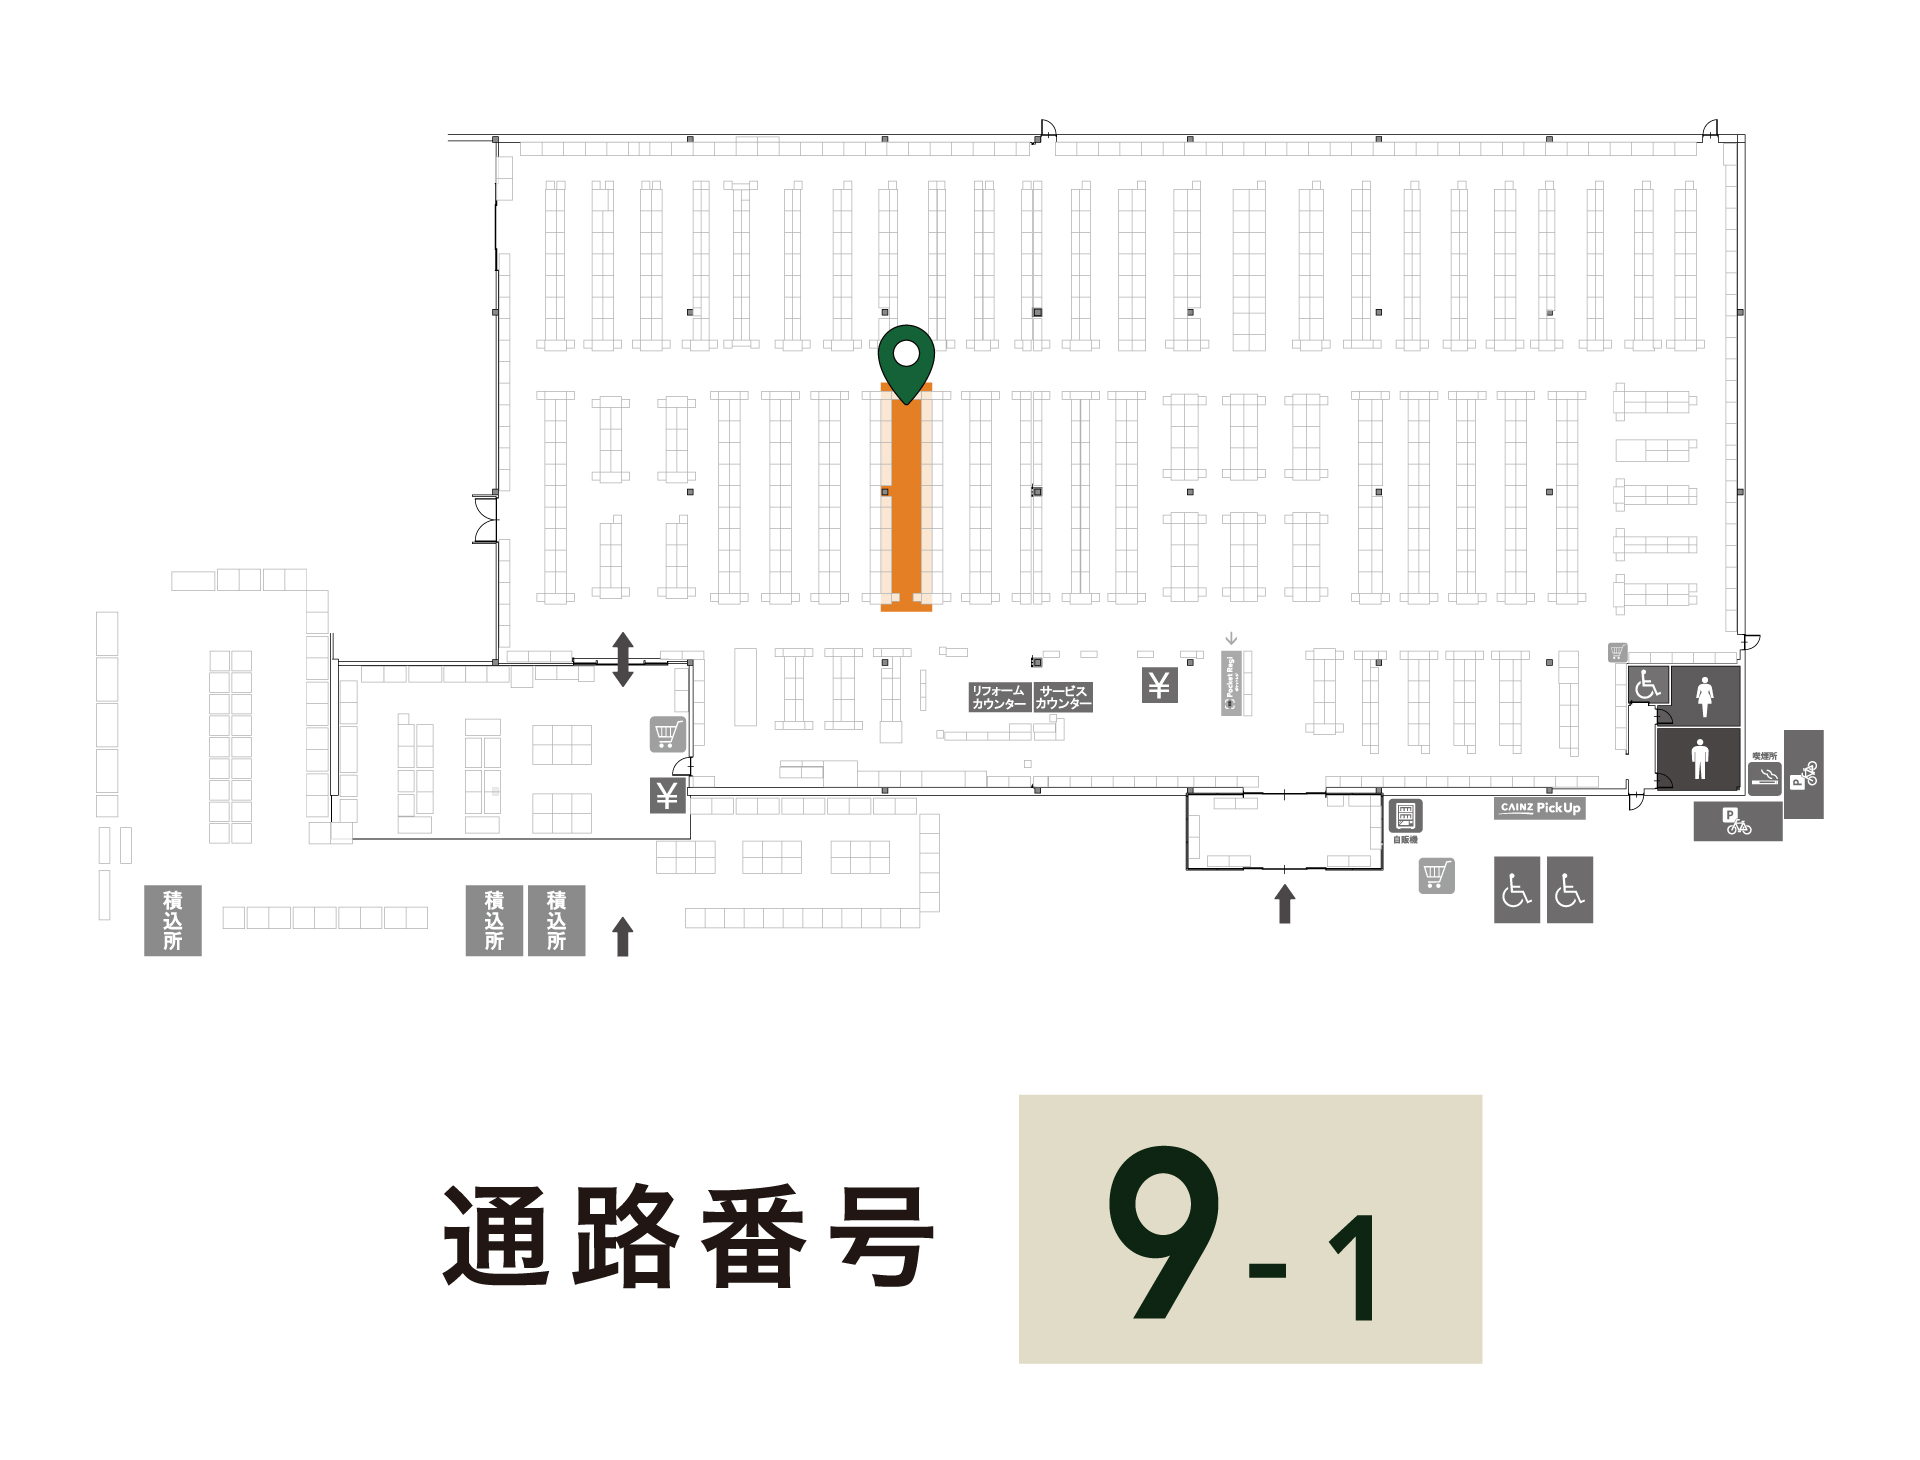 リフォーム
カウンター
サービス
カウンター
¥
Pocket Regi
喫煙所
P
P
¥
CAINZ PickUp
自販機
積込所
積込所
積込所
通路番号 9-1